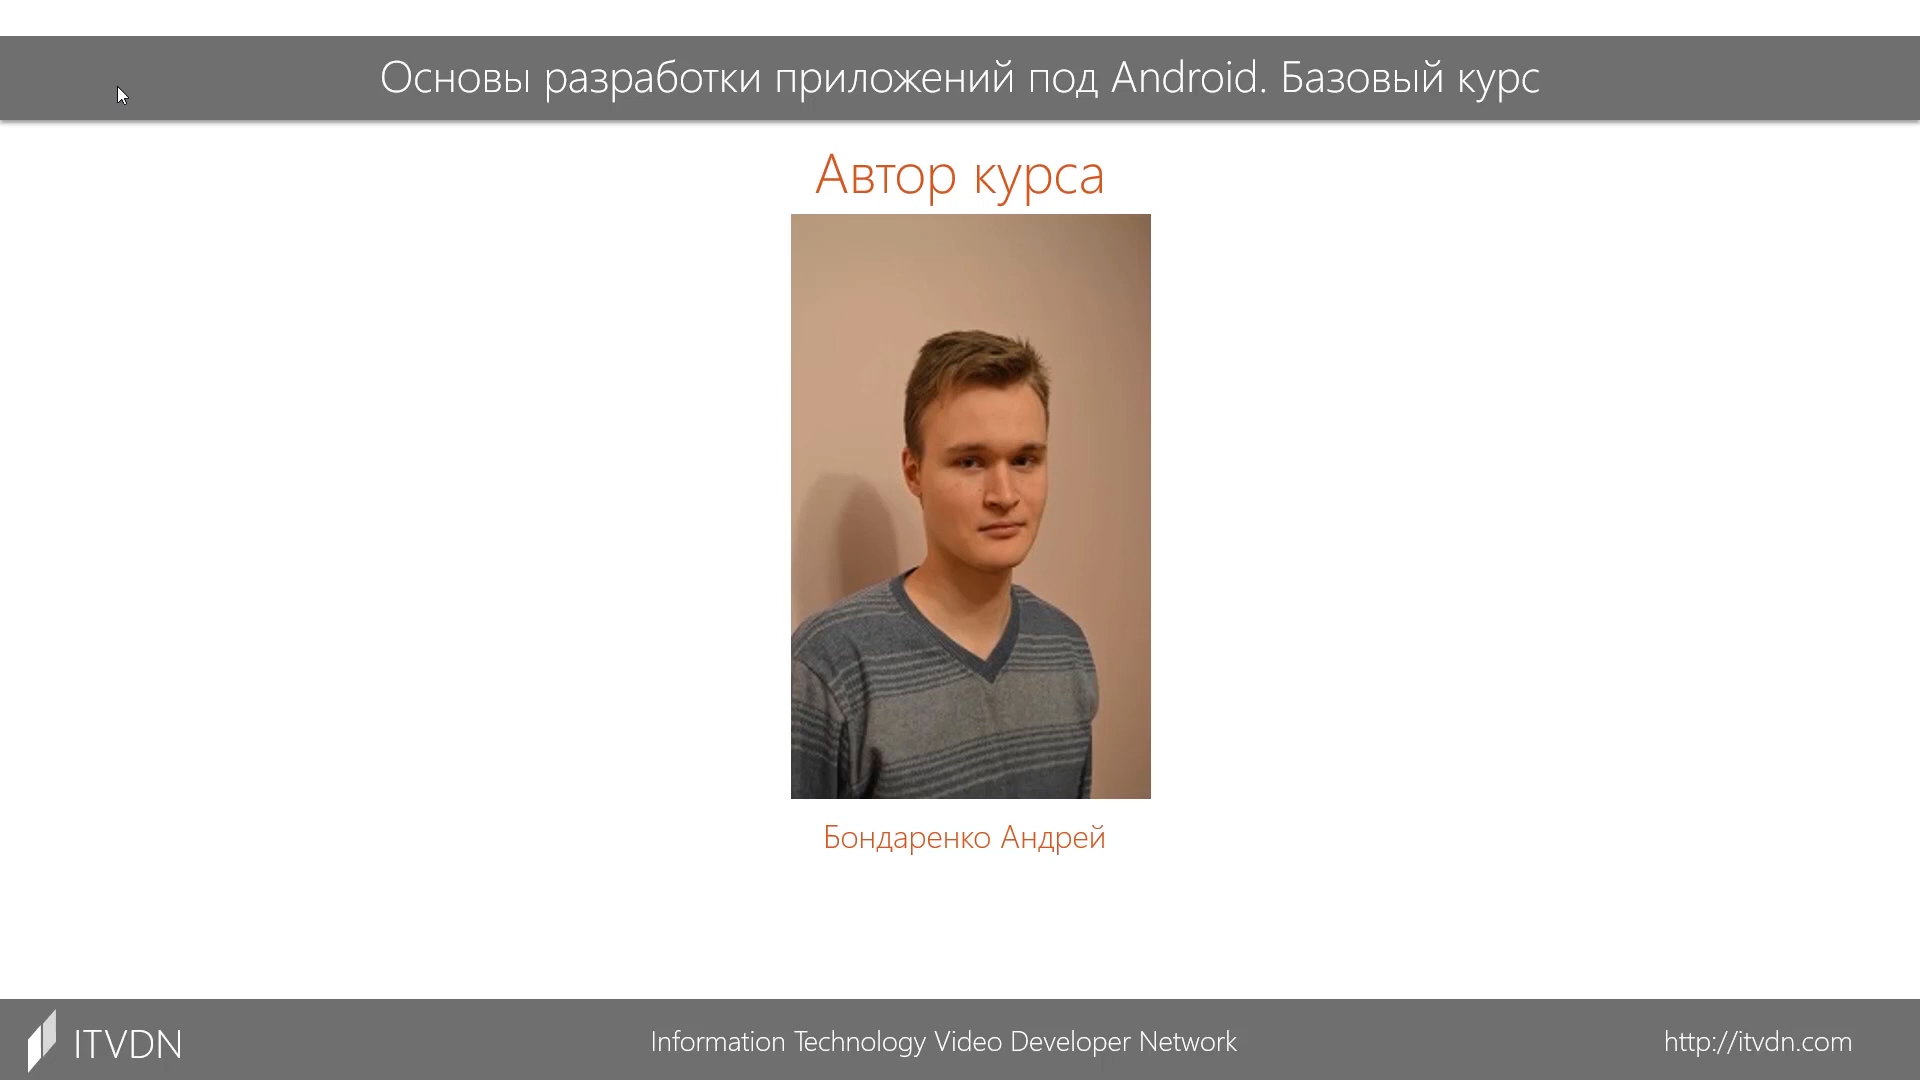 Основы разработки приложений под Android. Базовый курс
Автор курса
Бондаренко Андрей
ITVDN
Information Technology Video Developer Network
http://itvdn.com